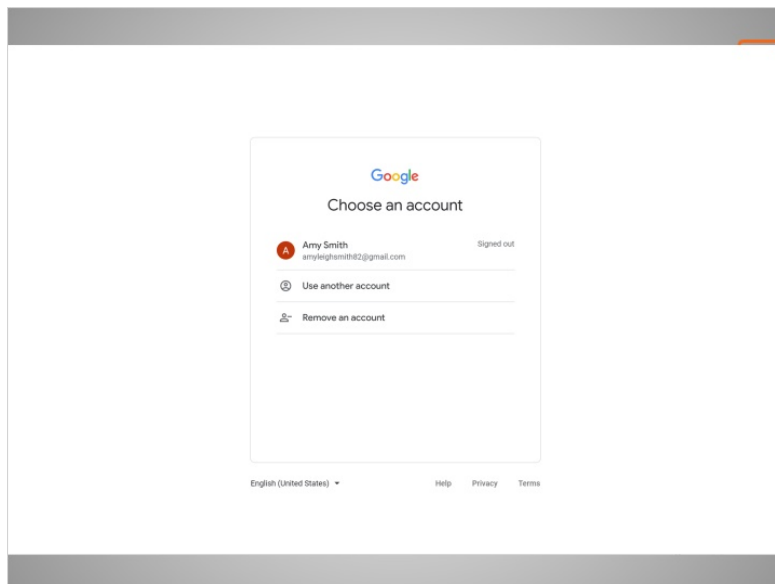 Google
Choose an account
A
Amy Smith
Signed out
amyleighsmith82@gmail.com
Use another account
Remove an account
English (United States)
Help Privacy Terms